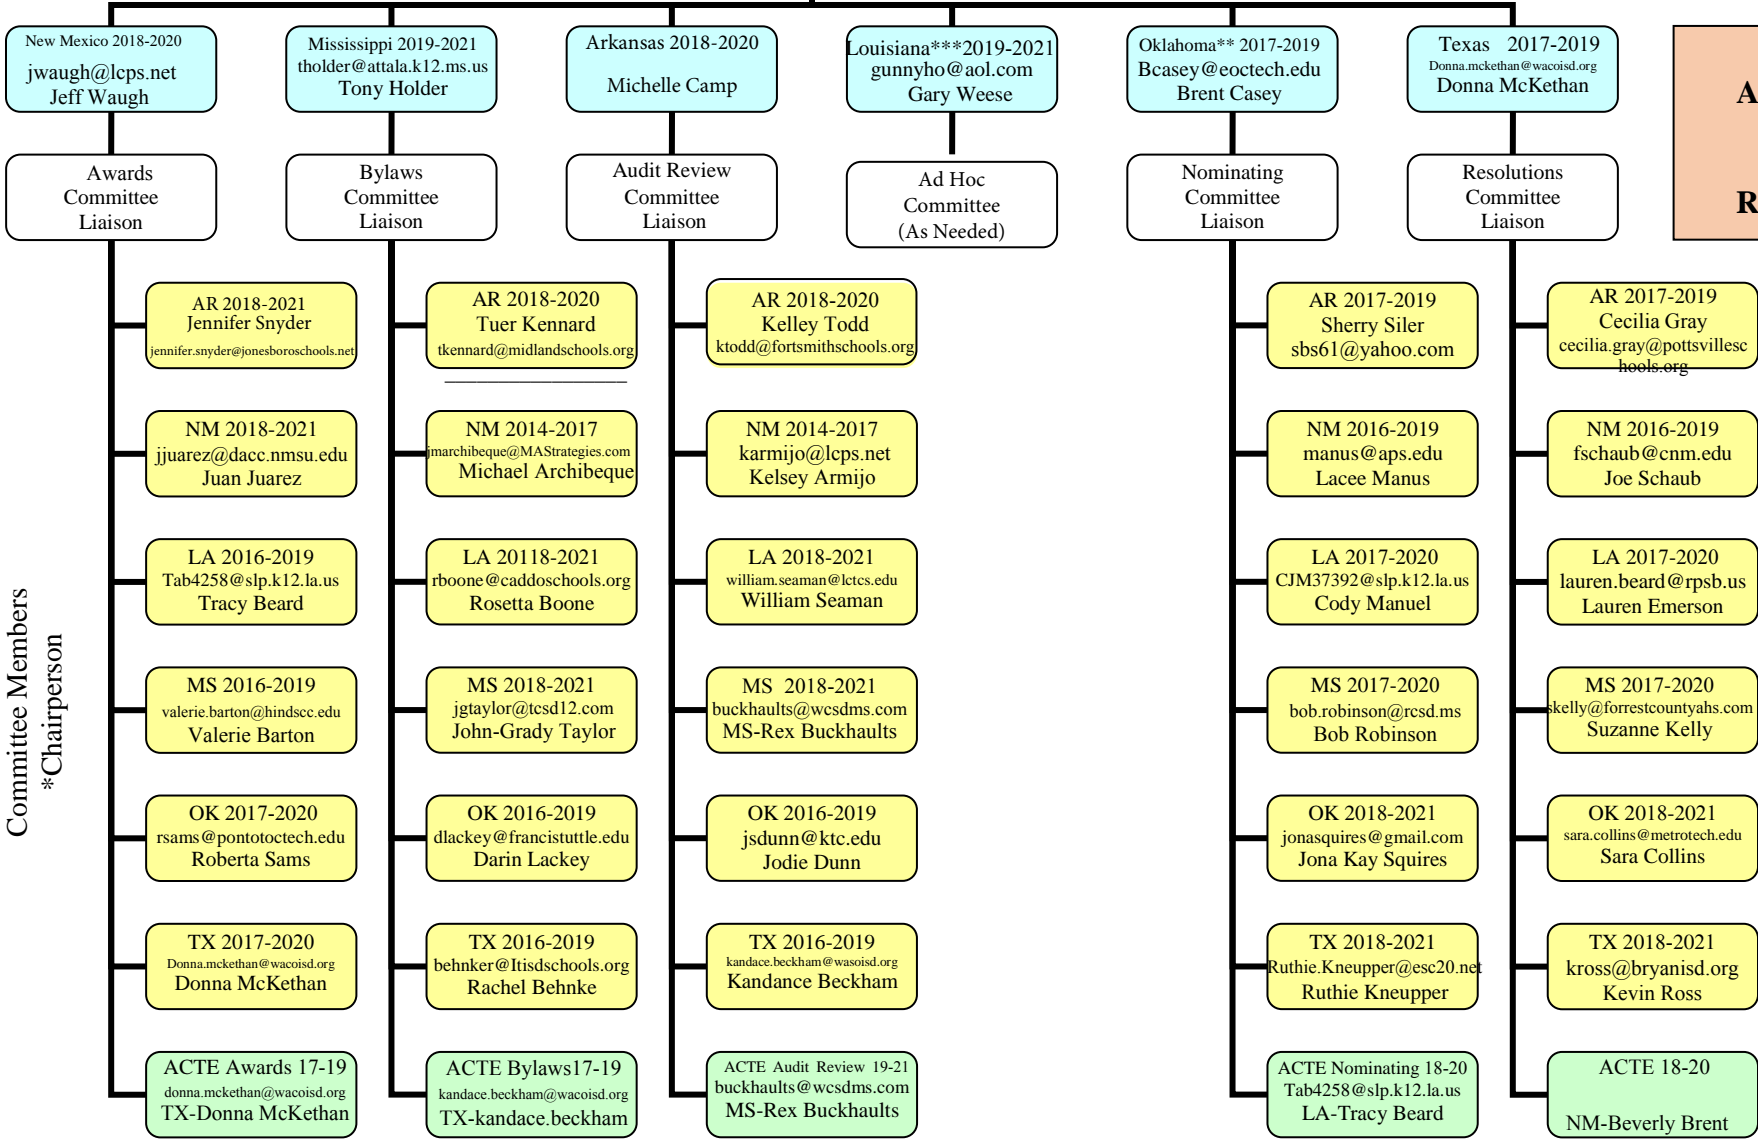 New Mexico 2018-2020
jwaugh@lcps.net
Jeff Waugh
Mississippi 2019-2021
tholder@attala.k12.ms.us
Tony Holder
Arkansas 2018-2020
Michelle Camp
Louisiana***2019-2021
gunnyho@aol.com
Gary Weese
Oklahoma** 2017-2019
Bcasey@eoctech.edu
Brent Casey
Texas 2017-2019
Donna.mckethan@wacoisd.org
Donna McKethan
A
R
Awards
Committee
Liaison
Bylaws
Committee
Liaison
Audit Review
Committee
Liaison
Ad Hoc
Committee
(As Needed)
Nominating
Committee
Liaison
Resolutions
Committee
Liaison
Committee Members
*Chairperson
AR 2018-2021
Jennifer Snyder
jennifer.snyder@jonesboroschools.net
AR 2018-2020
Tuer Kennard
tkennard@midlandschools.org
AR 2018-2020
Kelley Todd
ktodd@fortsmithschools.org
AR 2017-2019
Sherry Siler
sbs61@yahoo.com
AR 2017-2019
Cecilia Gray
cecilia.gray@pottsvillesc
hools.org
NM 2018-2021
jjuarez@dacc.nmsu.edu
Juan Juarez
NM 2014-2017
jmarchibeque@MAStrategies.com
Michael Archibeque
NM 2014-2017
karmijo@lcps.net
Kelsey Armijo
NM 2016-2019
manus@aps.edu
Lacee Manus
NM 2016-2019
fschaub@cnm.edu
Joe Schaub
LA 2016-2019
Tab4258@slp.k12.la.us
Tracy Beard
LA 20118-2021
rboone@caddoschools.org
Rosetta Boone
LA 2018-2021
william.seaman@lctcs.edu
William Seaman
LA 2017-2020
CJM37392@slp.k12.la.us
Cody Manuel
LA 2017-2020
lauren.beard@rpsb.us
Lauren Emerson
MS 2016-2019
valerie.barton@hindscc.edu
Valerie Barton
MS 2018-2021
jgtaylor@tcsd12.com
John-Grady Taylor
MS 2018-2021
buckhaults@wcsdms.com
MS-Rex Buckhaults
MS 2017-2020
bob.robinson@rcsd.ms
Bob Robinson
MS 2017-2020
skelly@forrestcountyahs.com
Suzanne Kelly
OK 2017-2020
rsams@pontotoctech.edu
Roberta Sams
OK 2016-2019
dlackey@francistuttle.edu
Darin Lackey
OK 2016-2019
jsdunn@ktc.edu
Jodie Dunn
OK 2018-2021
jonasquires@gmail.com
Jona Kay Squires
OK 2018-2021
sara.collins@metrotech.edu
Sara Collins
TX 2017-2020
Donna.mckethan@wacoisd.org
Donna McKethan
TX 2016-2019
behnker@Itisdschools.org
Rachel Behnke
TX 2016-2019
kandace.beckham@wasoisd.org
Kandance Beckham
TX 2018-2021
Ruthie.Kneupper@esc20.net
Ruthie Kneupper
TX 2018-2021
kross@bryanisd.org
Kevin Ross
ACTE Awards 17-19
donna.mckethan@wacoisd.org
TX-Donna McKethan
ACTE Bylaws17-19
kandace.beckham@wacoisd.org
TX-kandace.beckham
ACTE Audit Review 19-21
buckhaults@wcsdms.com
MS-Rex Buckhaults
ACTE Nominating 18-20
Tab4258@slp.k12.la.us
LA-Tracy Beard
ACTE 18-20
NM-Beverly Brent